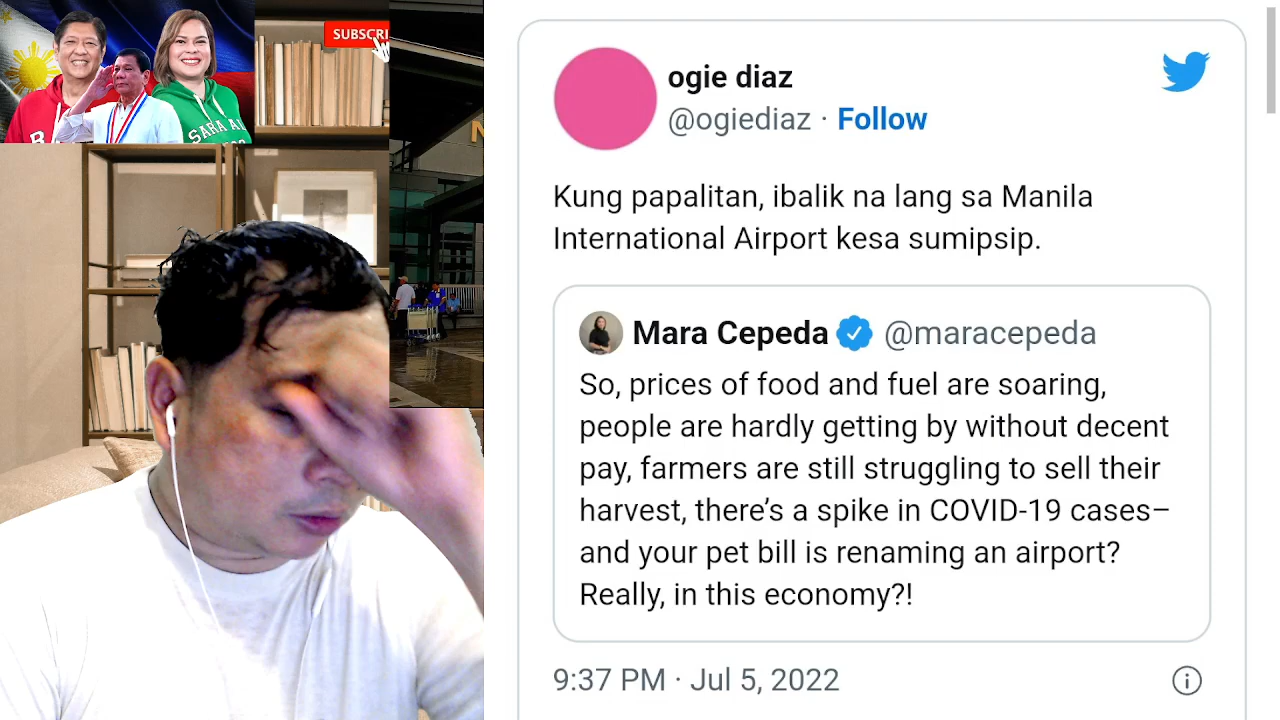 SUBSCRI
SARA ALL
N
ogie diaz
@ogiediaz · Follow
Kung papalitan, ibalik na lang sa Manila
International Airport kesa sumipsip.
Mara Cepeda @maracepeda
So, prices of food and fuel are soaring,
people are hardly getting by without decent
pay, farmers are still struggling to sell their
harvest, there's a spike in COVID-19 cases–
and your pet bill is renaming an airport?
Really, in this economy?!
9:37 PM · Jul 5, 2022